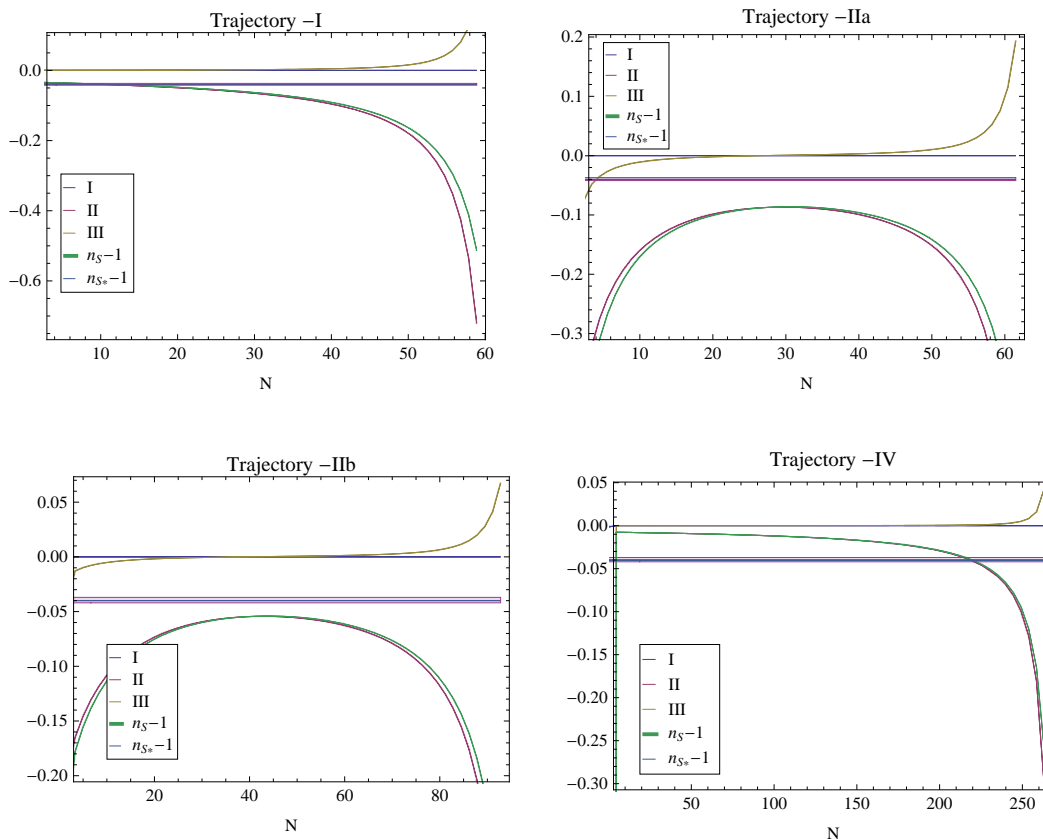 Trajectory −I
0.0
−0.2
−0.4
−0.6
I
II
III
nS−1
nS*−1
10 20 30 40 50 60
N
Trajectory −IIa
0.2
0.1
0.0
−0.1
−0.2
−0.3
I
II
III
nS−1
nS*−1
10 20 30 40 50 60
N
Trajectory −IIb
0.05
0.00
−0.05
−0.10
−0.15
−0.20
I
II
III
nS−1
nS*−1
20 40 60 80
N
Trajectory −IV
0.05
0.00
−0.05
−0.10
−0.15
−0.20
−0.25
−0.30
I
II
III
nS−1
nS*−1
50 100 150 200 250
N